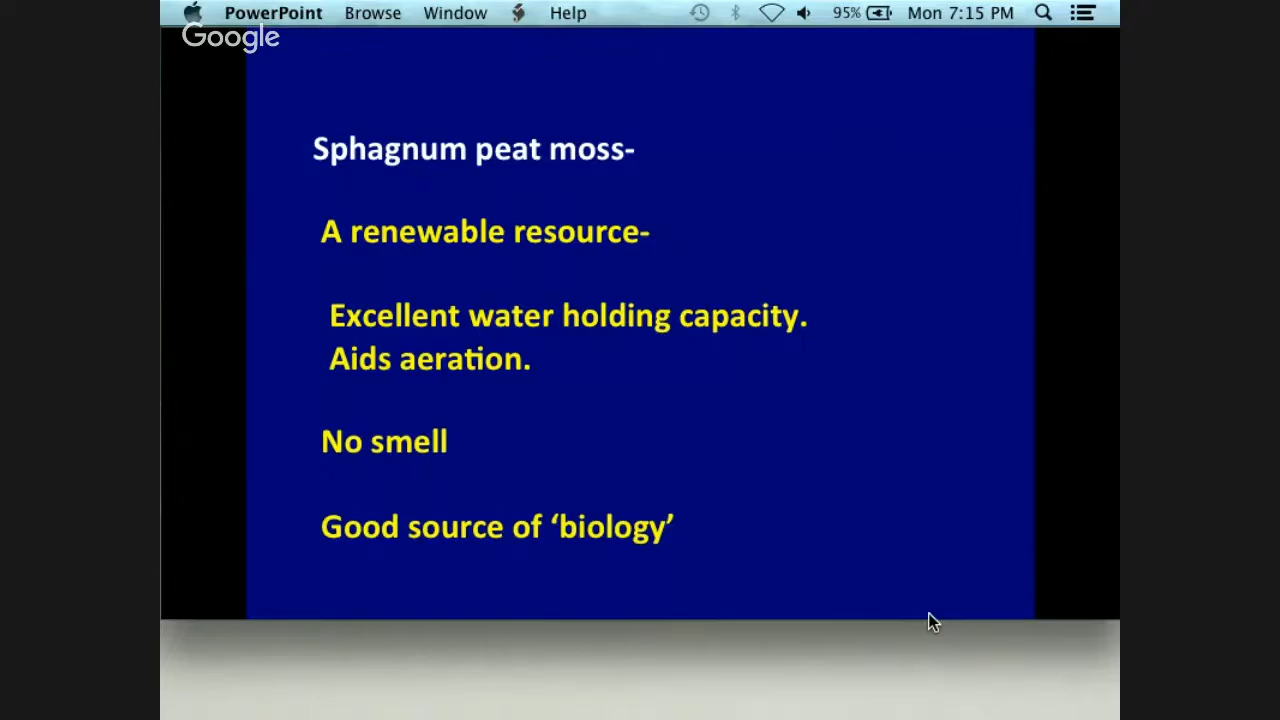 PowerPoint Browse Window Help 95% Mon 7:15 PM
Google
Sphagnum peat moss-
A renewable resource-
Excellent water holding capacity.
Aids aeration.
No smell
Good source of ‘biology’